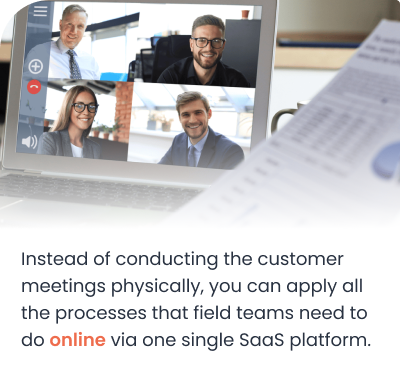 Instead of conducting the customer
meetings physically, you can apply all
the processes that field teams need to
do online via one single SaaS platform.